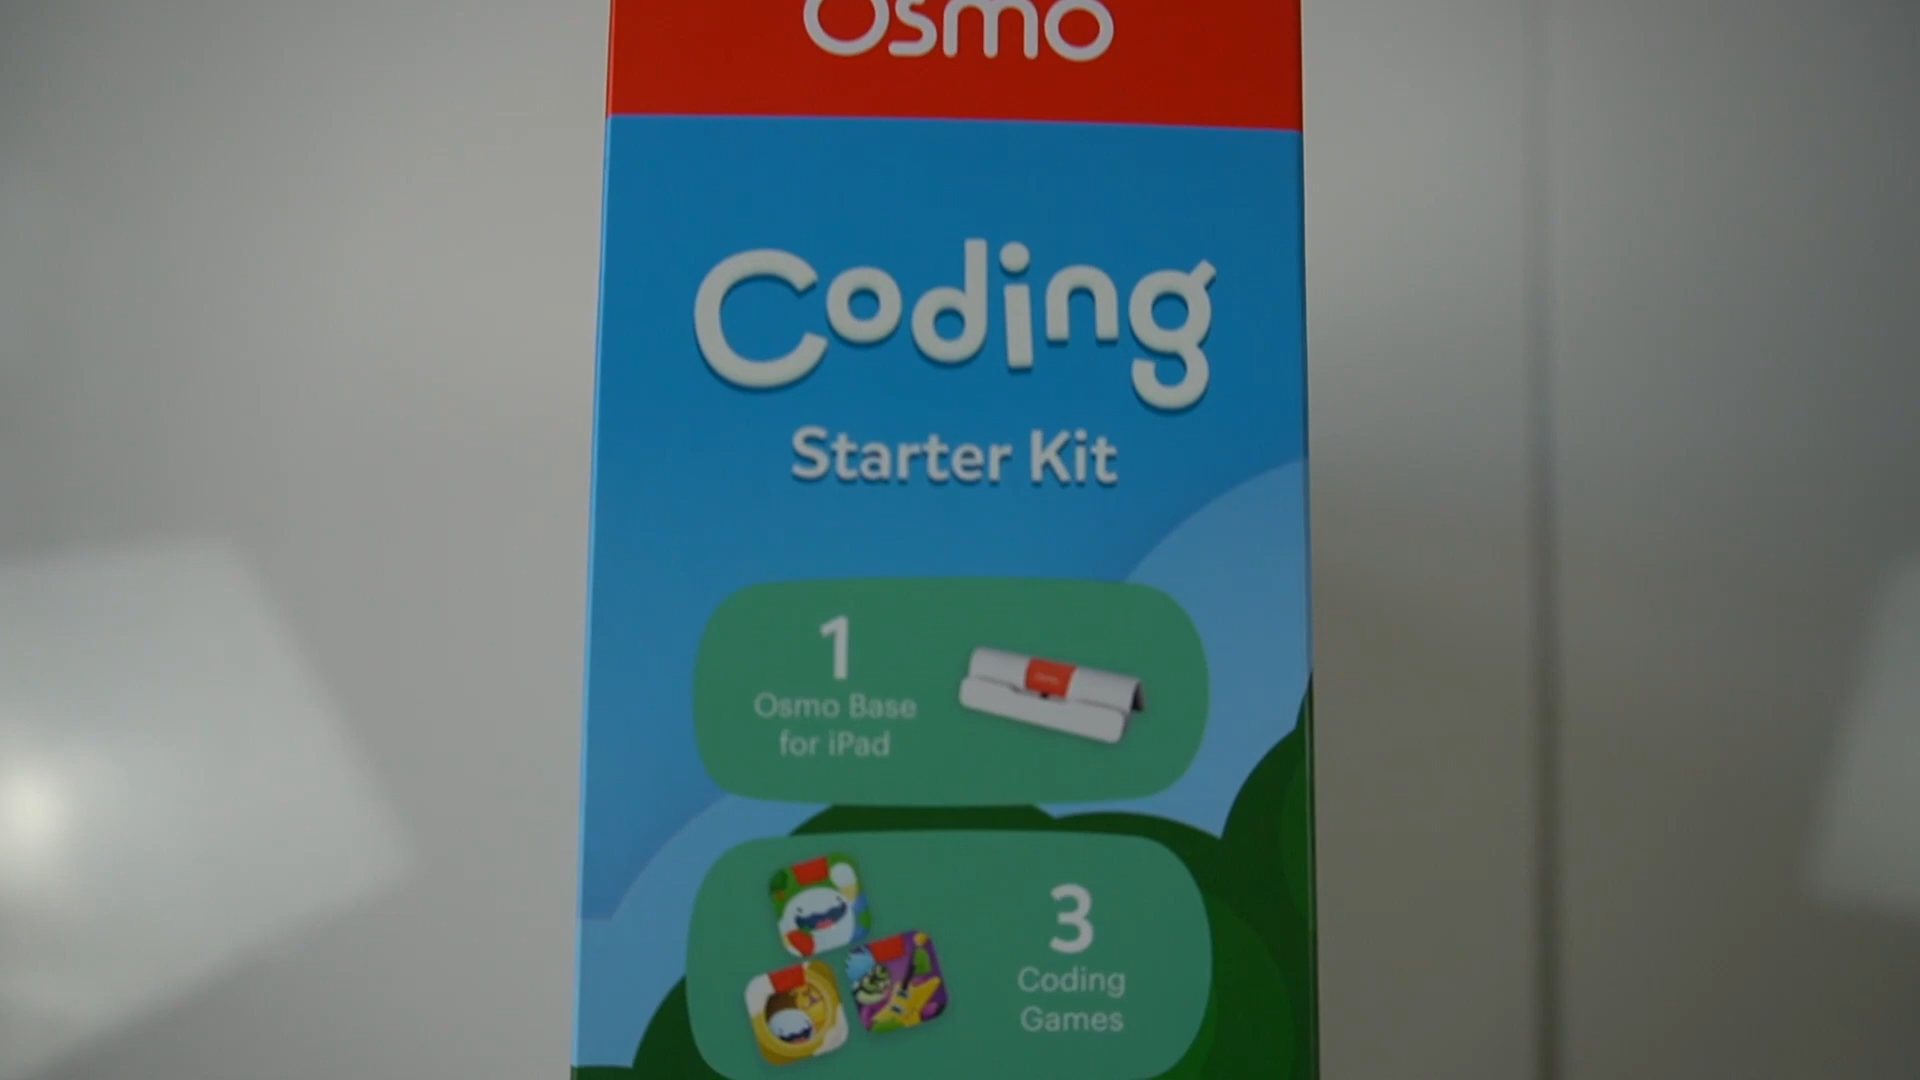 Osmo
Coding
Starter Kit
1
Osmo Base
for iPad
3
Coding
Games